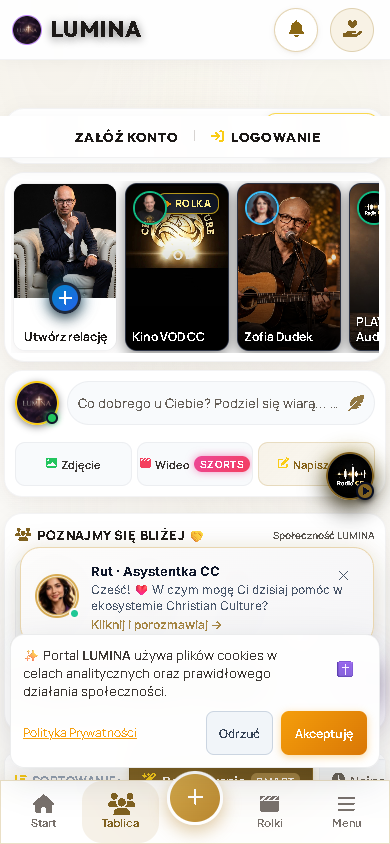 LUMINA
ZAŁÓŻ KONTO
LOGOWANIE
ROLKA
Utwórz relację
Kino VOD CC
Zofia Dudek
PLAY
Aud
Co dobrego u Ciebie? Podziel się wiarą... ...
Zdjęcie
Wideo SZORTS
Napisz
Radio CCF
POZNAJMY SIĘ BLIŻEJ 🤝
Społeczność LUMINA
Rut · Asystentka CC
Cześć! ❤️ W czym mogę Ci dzisiaj pomóc w
ekosystemie Christian Culture?
Kliknij i porozmawiaj →
✨ Portal LUMINA używa plików cookies w
celach analitycznych oraz prawidłowego
działania społeczności.
Polityka Prywatności
Odrzuć
Akceptuję
SORTOWANIE:
Start
Tablica
Rolki
Menu